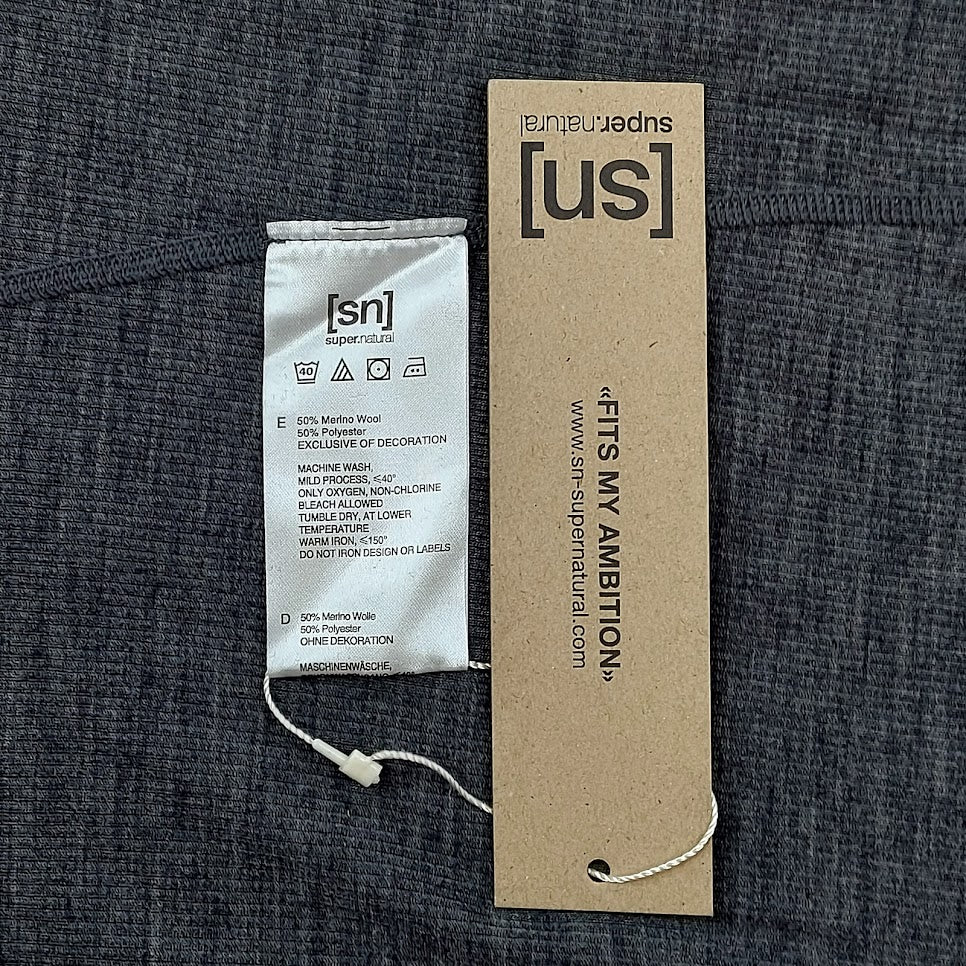 [sn]
super.natural
40
E 50% Merino Wool
50% Polyester
EXCLUSIVE OF DECORATION
MACHINE WASH,
MILD PROCESS, ≤40°
ONLY OXYGEN, NON-CHLORINE
BLEACH ALLOWED
TUMBLE DRY, AT LOWER
TEMPERATURE
WARM IRON, ≤150°
DO NOT IRON DESIGN OR LABELS
D 50% Merino Wolle
50% Polyester
OHNE DEKORATION
MASCHINENWÄSCHE,
[sn]
super.natural
«FITS MY AMBITION»
www.sn-supernatural.com